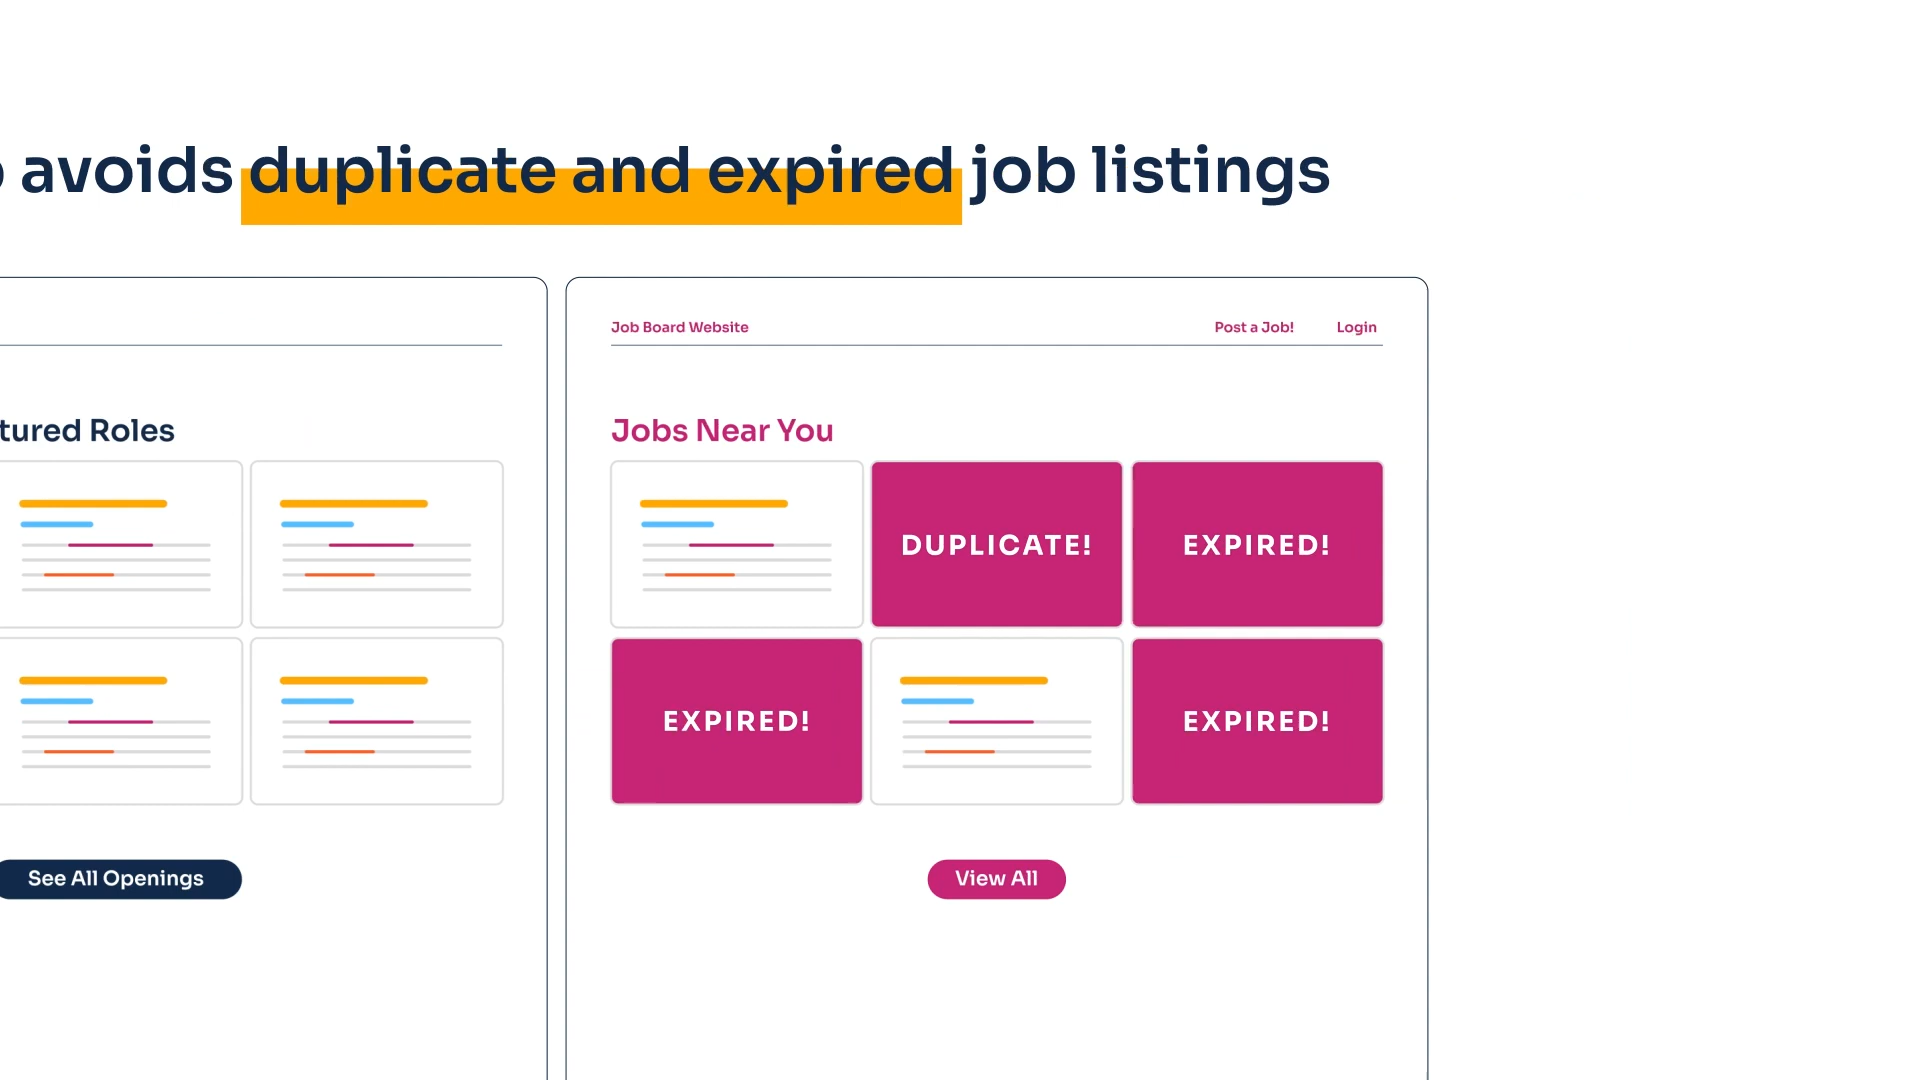 avoids duplicate and expired job listings
Job Board Website
Post a Job!
Login
tured Roles
Jobs Near You
DUPLICATE!
EXPIRED!
EXPIRED!
EXPIRED!
See All Openings
View All